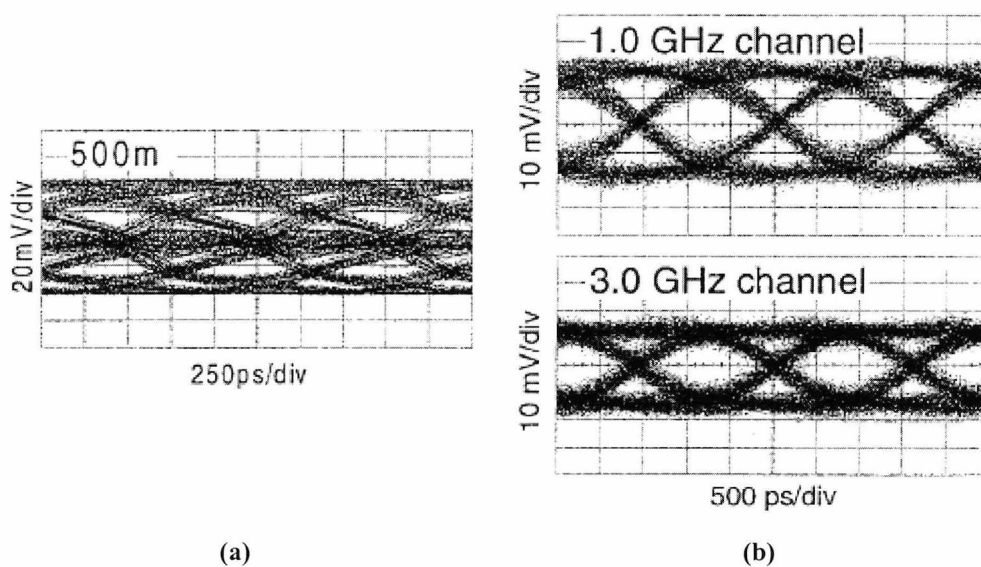 500m
20mV/div
250ps/div
(a)
1.0 GHz channel
10 mV/div
3.0 GHz channel
10 mV/div
500 ps/div
(b)